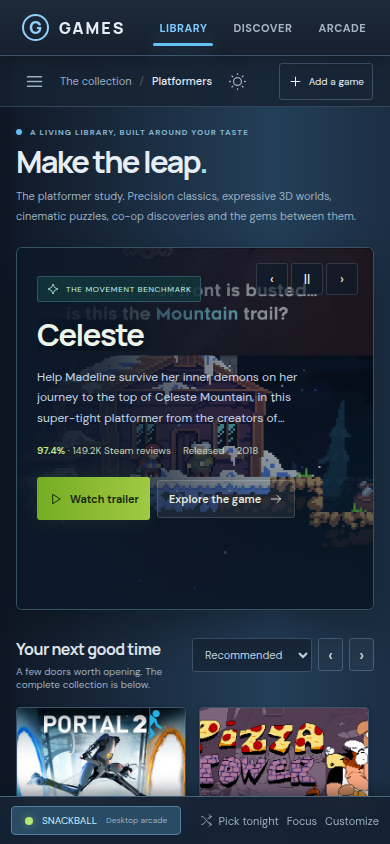 G GAMES LIBRARY DISCOVER ARCADE
The collection / Platformers + Add a game
A LIVING LIBRARY, BUILT AROUND YOUR TASTE
Make the leap.
The platformer study. Precision classics, expressive 3D worlds,
cinematic puzzles, co-op discoveries and the gems between them.
THE MOVEMENT BENCHMARK
is busted...
is this the Mountain trail?
Celeste
Help Madeline survive her inner demons on her
journey to the top of Celeste Mountain, in this
super-tight platformer from the creators of...
97.4% · 149.2K Steam reviews Released 2018
Watch trailer Explore the game →
Your next good time Recommended ‹ ›
A few doors worth opening. The
complete collection is below.
PORTAL 2
PIZZA
TOWER
SNACKBALL Desktop arcade Pick tonight Focus Customize